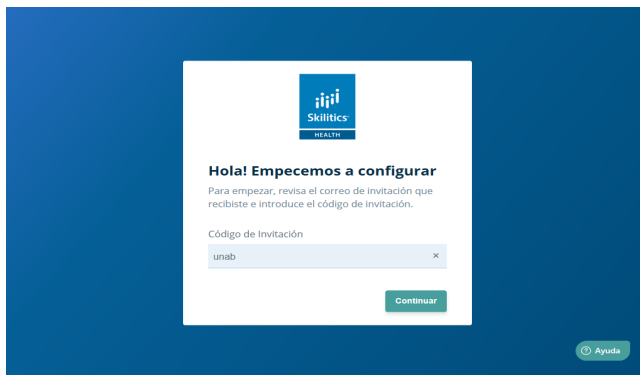 Skilitics
HEALTH
Hola! Empecemos a configurar
Para empezar, revisa el correo de invitación que
recibiste e introduce el código de invitación.
Código de Invitación
unab ×
Continuar
? Ayuda